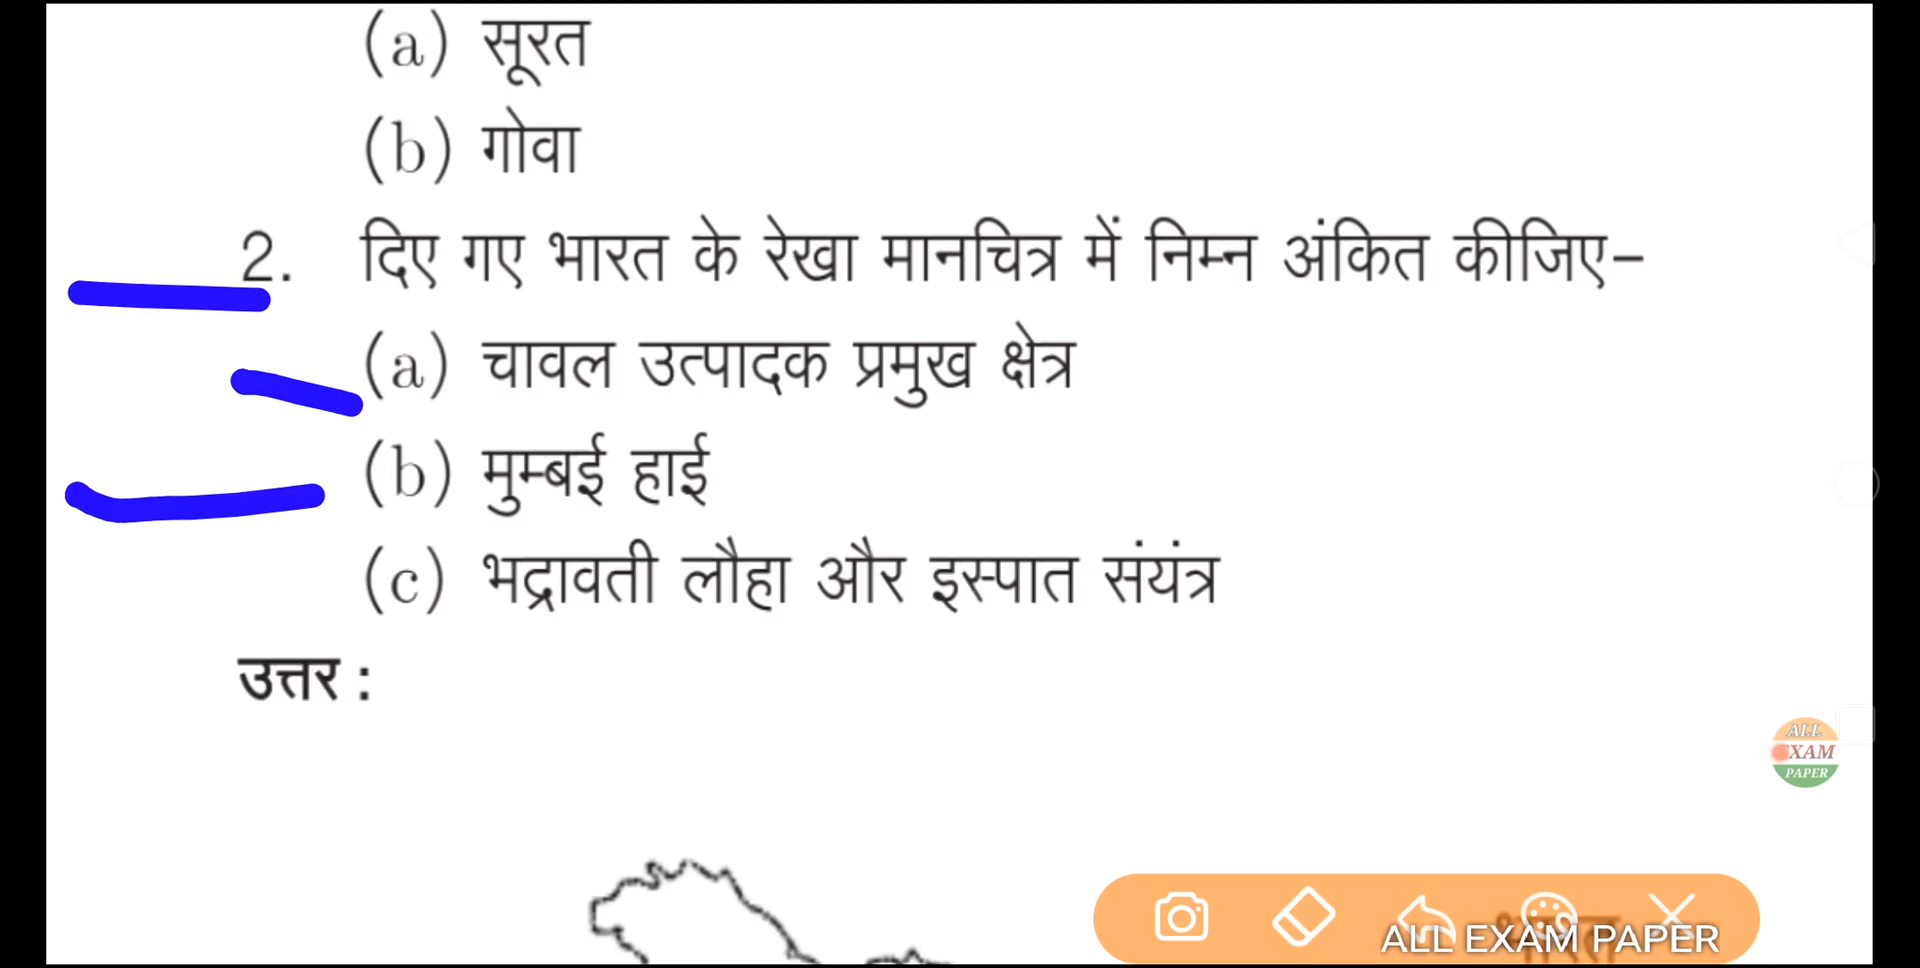 (a) सूरत
(b) गोवा
2. दिए गए भारत के रेखा मानचित्र में निम्न अंकित कीजिए–
(a) चावल उत्पादक प्रमुख क्षेत्र
(b) मुम्बई हाई
(c) भद्रावती लौहा और इस्पात संयंत्र
उत्तर :
ALL
EXAM
PAPER
ALL EXAM PAPER